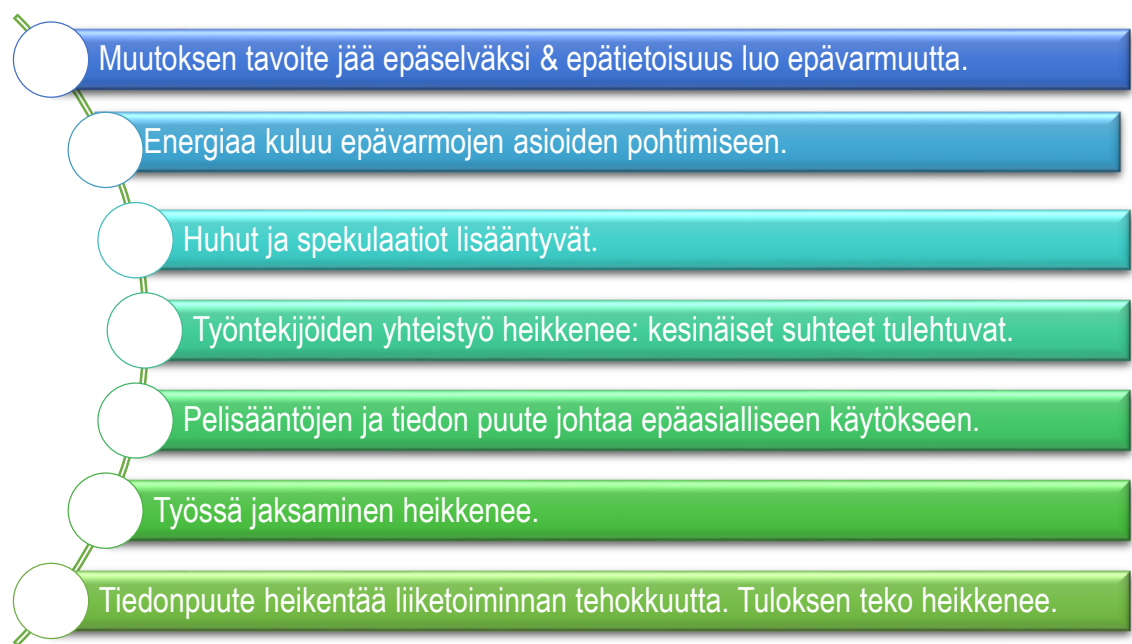 Muutoksen tavoite jää epäselväksi & epätietoisuus luo epävarmuutta.
Energiaa kuluu epävarmojen asioiden pohtimiseen.
Huhut ja spekulaatiot lisääntyvät.
Työntekijöiden yhteistyö heikkenee: kesinäiset suhteet tulehtuvat.
Pelisääntöjen ja tiedon puute johtaa epäasialliseen käytökseen.
Työssä jaksaminen heikkenee.
Tiedonpuute heikentää liiketoiminnan tehokkuutta. Tuloksen teko heikkenee.